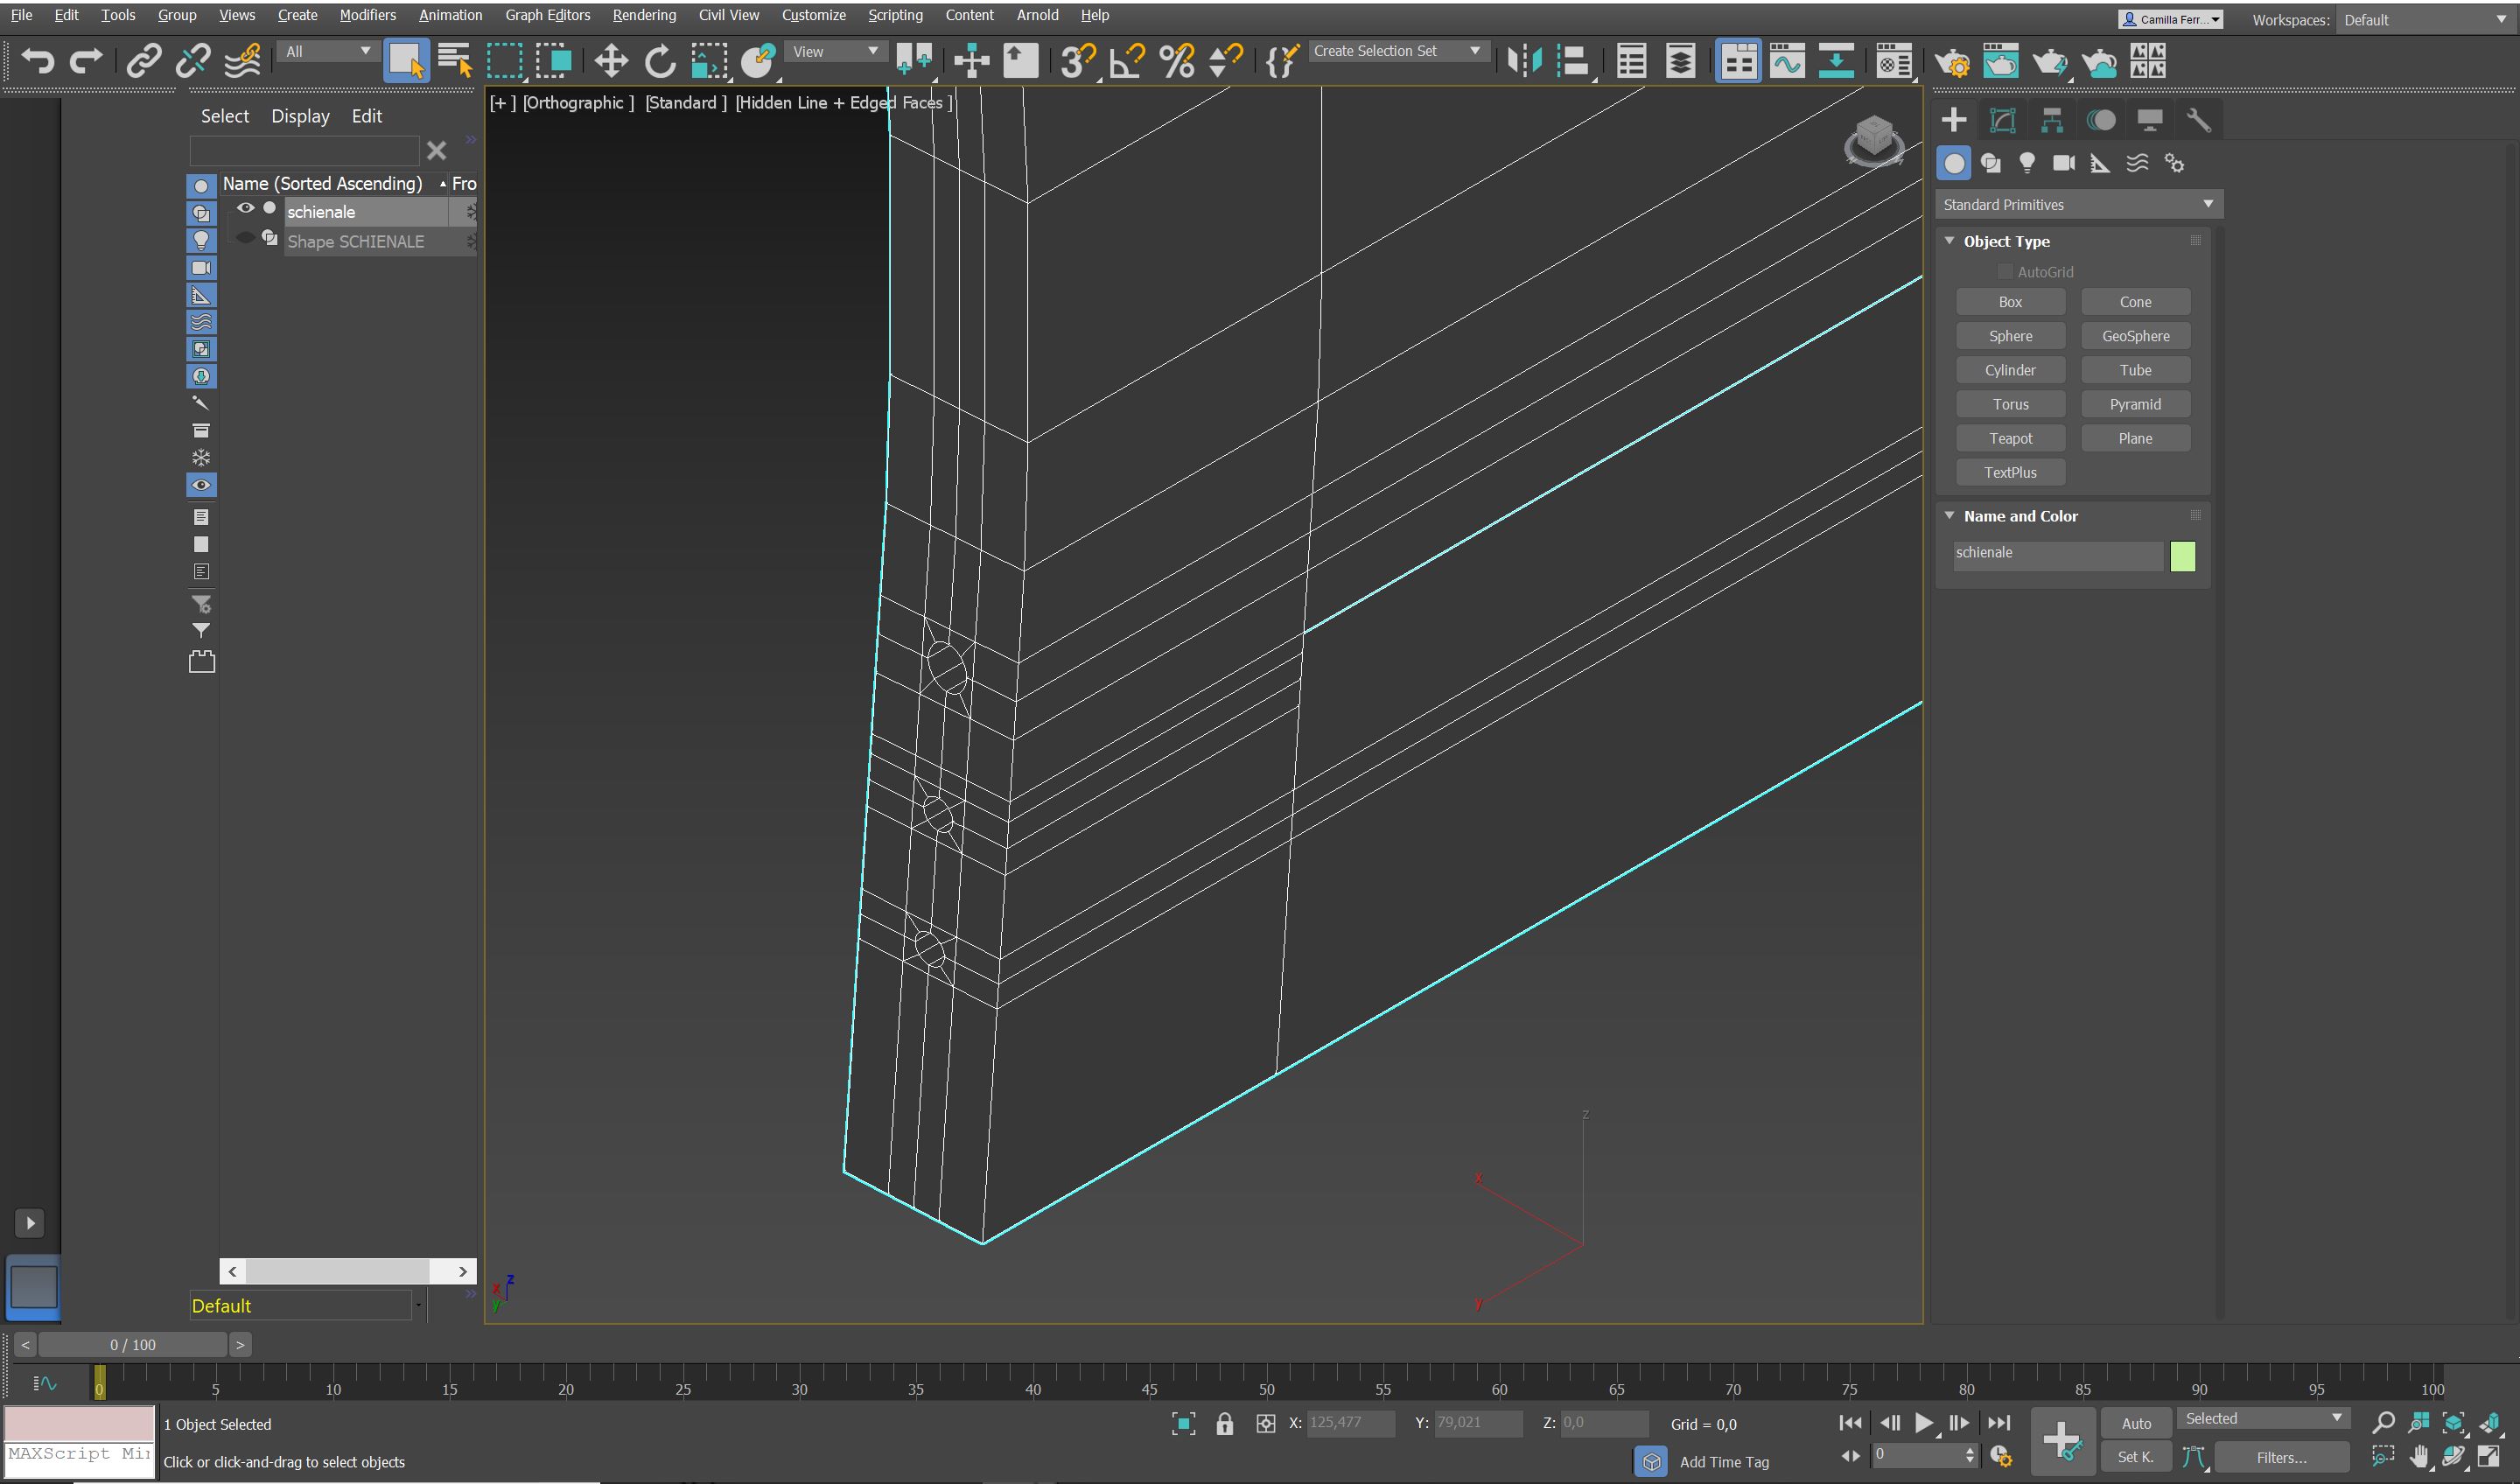 File Edit Tools Group Views Create Modifiers Animation Graph Editors Rendering Civil View Customize Scripting Content Arnold Help
Camilla Ferr...
Workspaces: Default
All
View
Create Selection Set
Select Display Edit
Name (Sorted Ascending) Fro
schienale
Shape SCHIENALE
Default
[+ ] [Orthographic ] [Standard ] [Hidden Line + Edged Faces ]
z
x
y
z
x
y
Standard Primitives
Object Type
AutoGrid
Box Cone
Sphere GeoSphere
Cylinder Tube
Torus Pyramid
Teapot Plane
TextPlus
Name and Color
schienale
< 0 / 100 >
0 5 10 15 20 25 30 35 40 45 50 55 60 65 70 75 80 85 90 95 100
1 Object Selected
MAXScript Mi
Click or click-and-drag to select objects
X: 125,477 Y: 79,021 Z: 0,0 Grid = 0,0
Add Time Tag
0
Auto Selected
Set K. Filters...